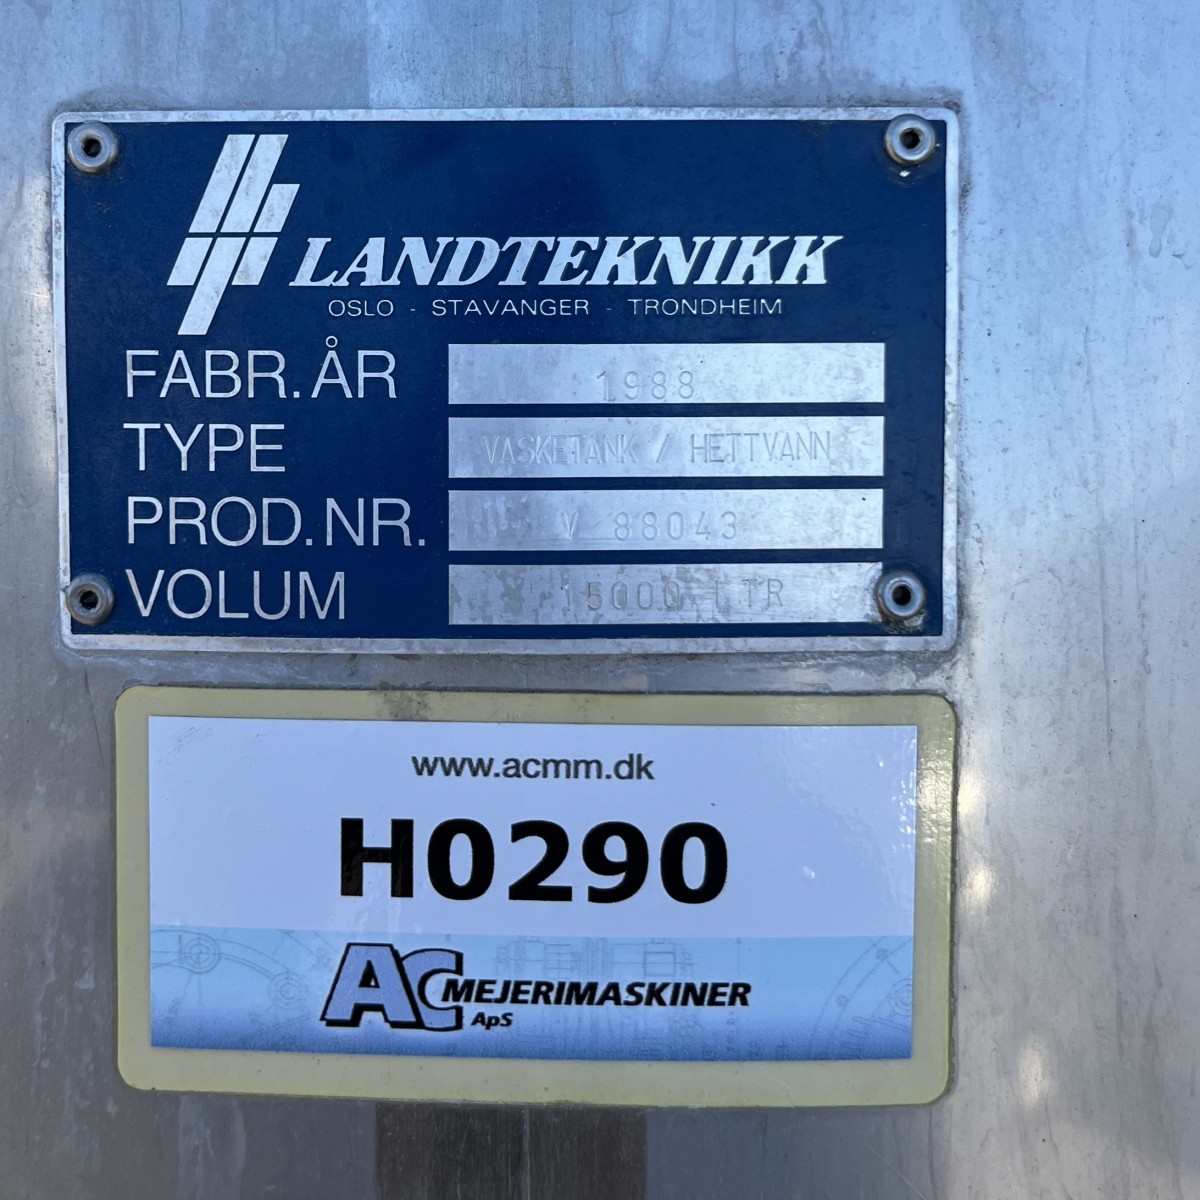 LANDTEKNIKK
OSLO - STAVANGER - TRONDHEIM
FABR. ÅR 1988
TYPE VASKETANK / HETTVANN
PROD. NR. V 88043
VOLUM 15000 LTR
www.acmm.dk
H0290
AC MEJERIMASKINER
ApS